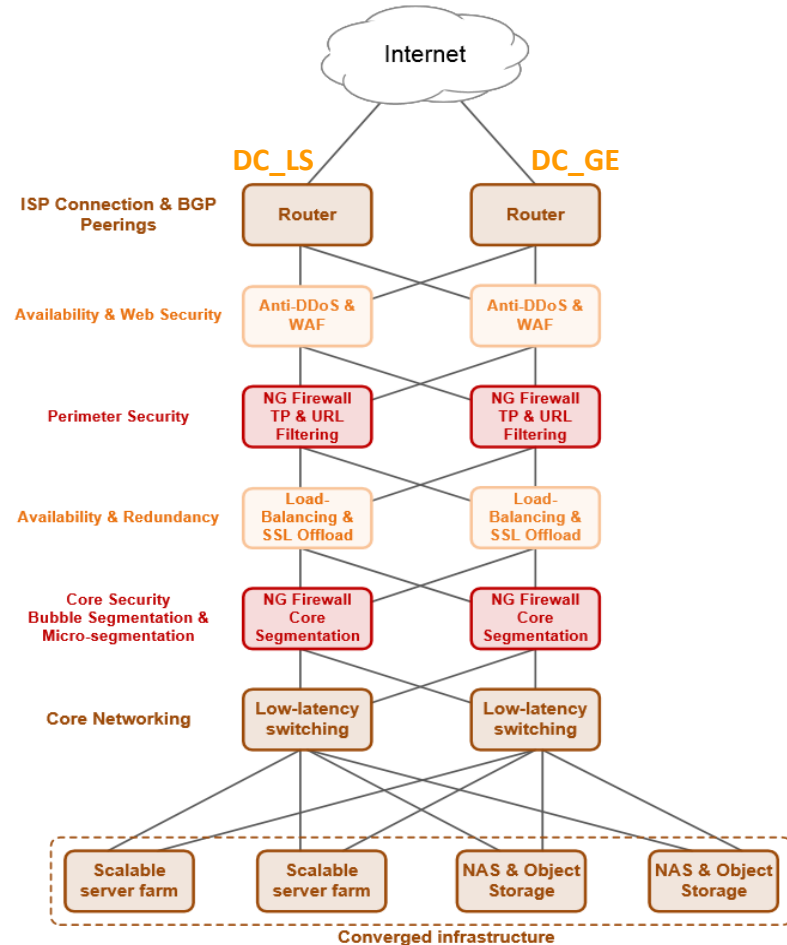 Internet
DC_LS
DC_GE
ISP Connection & BGP
Peerings
Router
Router
Availability & Web Security
Anti-DDoS &
WAF
Anti-DDoS &
WAF
Perimeter Security
NG Firewall
TP & URL
Filtering
NG Firewall
TP & URL
Filtering
Availability & Redundancy
Load-
Balancing &
SSL Offload
Load-
Balancing &
SSL Offload
Core Security
Bubble Segmentation &
Micro-segmentation
NG Firewall
Core
Segmentation
NG Firewall
Core
Segmentation
Core Networking
Low-latency
switching
Low-latency
switching
Scalable
server farm
Scalable
server farm
NAS & Object
Storage
NAS & Object
Storage
Converged infrastructure